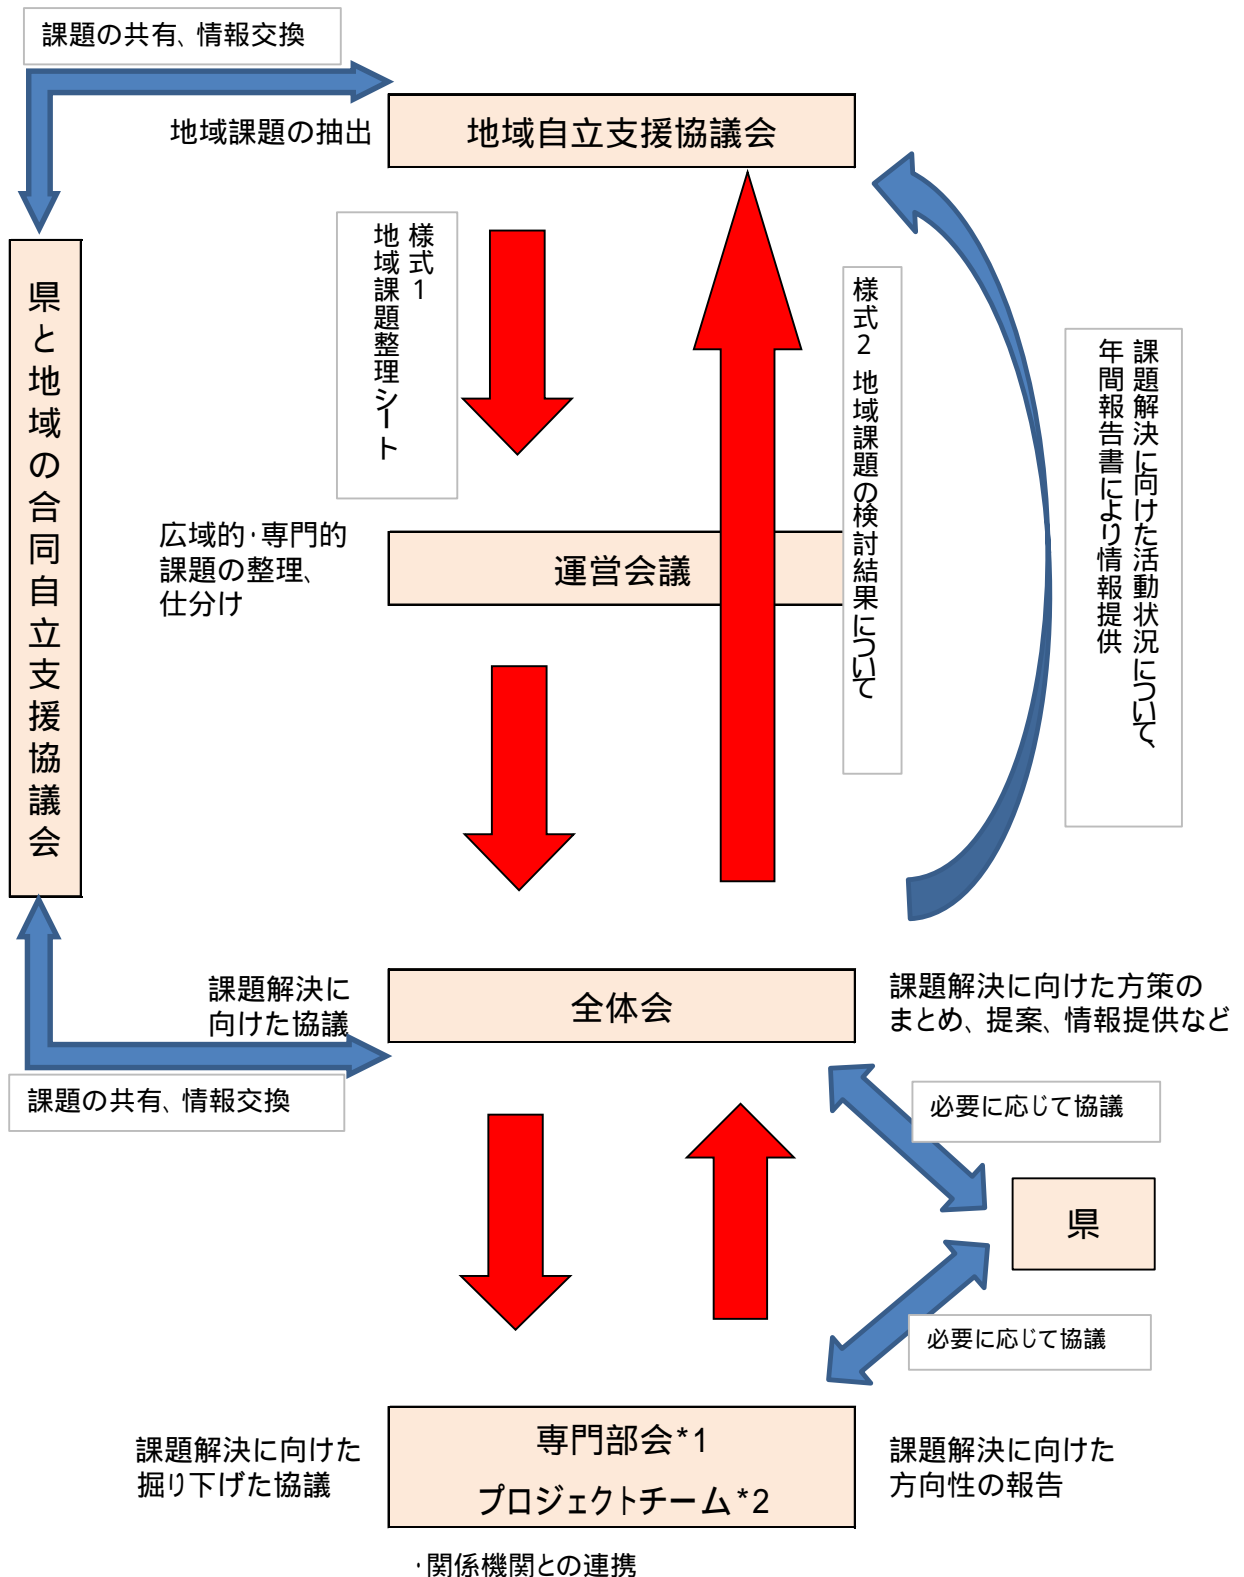 課題の共有、情報交換
地域課題の抽出
地域自立支援協議会
様式1
地域課題整理シート
様式2 地域課題の検討結果について
課題解決に向けた活動状況について、
年間報告書により情報提供
県と地域の合同自立支援協議会
広域的・専門的
課題の整理、
仕分け
運営会議
課題解決に
向けた協議
全体会
課題解決に向けた方策の
まとめ、提案、情報提供など
課題の共有、情報交換
必要に応じて協議
県
必要に応じて協議
課題解決に向けた
掘り下げた協議
専門部会*1
プロジェクトチーム*2
課題解決に向けた
方向性の報告
・関係機関との連携